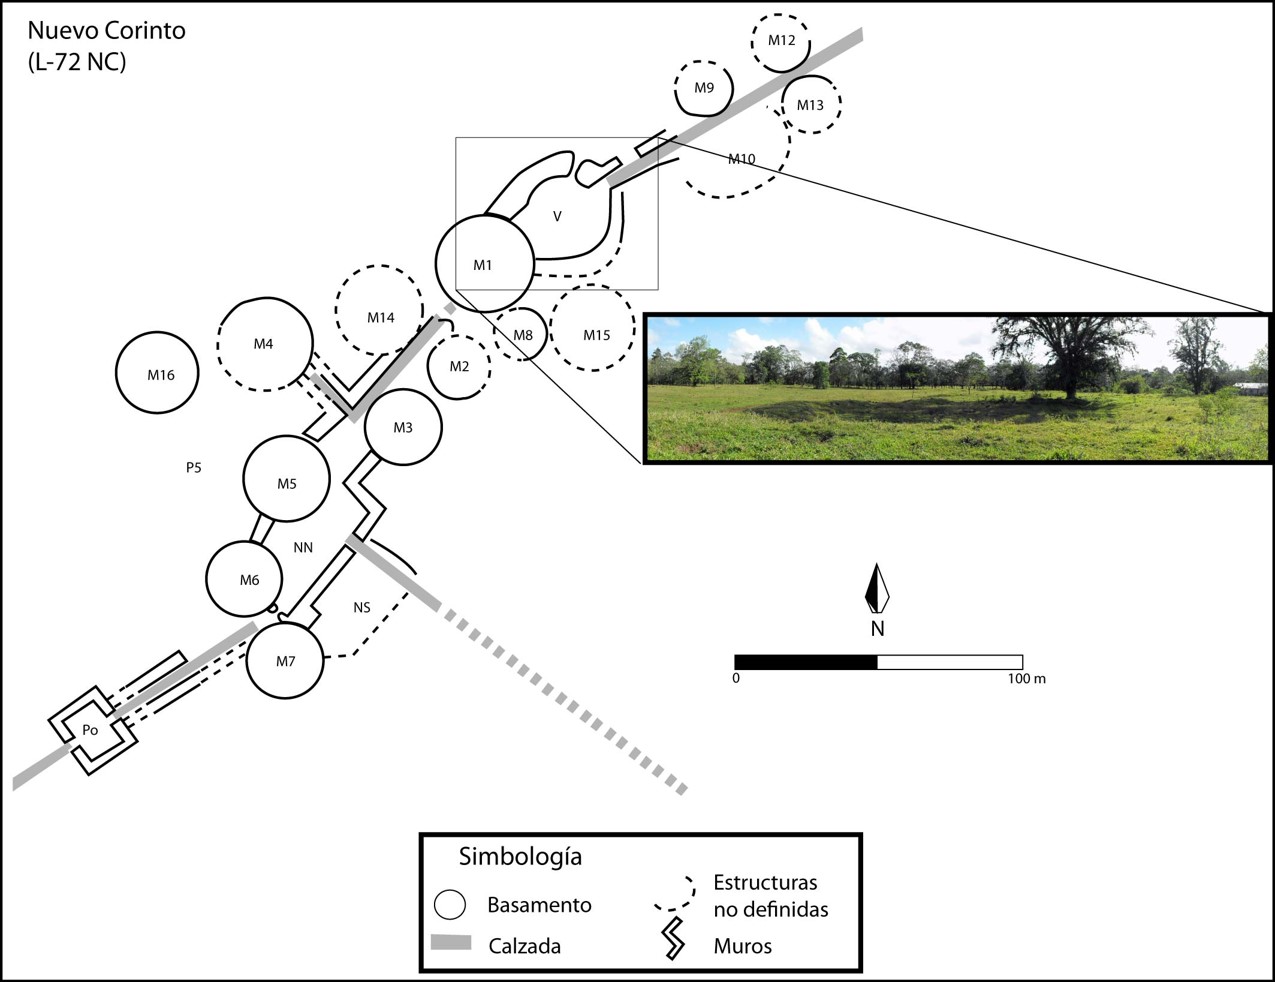 Nuevo Corinto
(L-72 NC)
M12
M9
M13
M10
V
M1
M14
M8
M15
M4
M2
M16
M3
P5
M5
NN
M6
NS
M7
Po
N
0
100 m
Simbología
Basamento
Calzada
Estructuras
no definidas
Muros